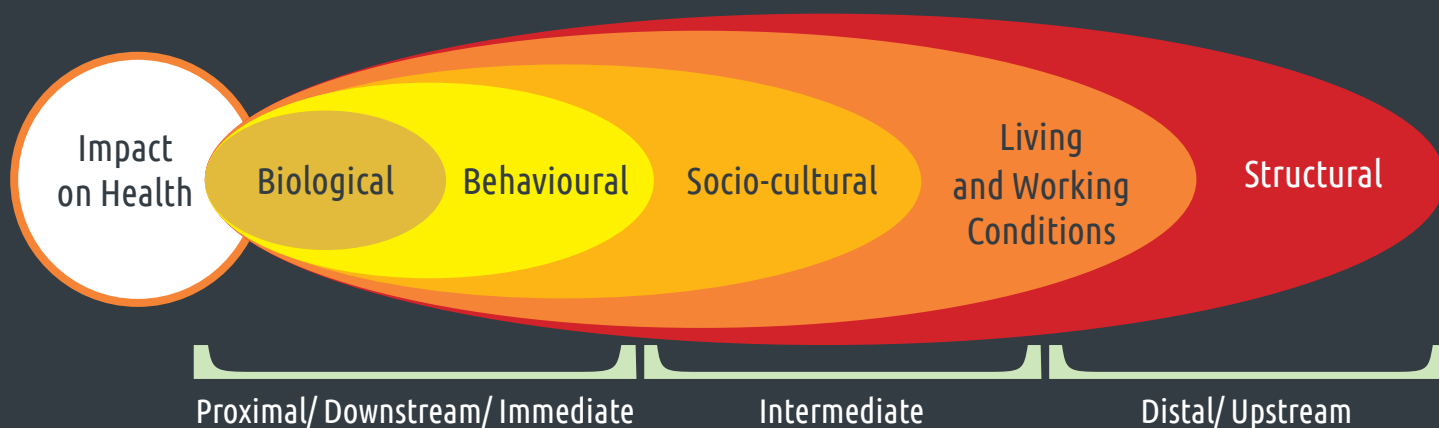 Impact
on Health
Biological
Behavioural
Socio-cultural
Living
and Working
Conditions
Structural
Proximal/ Downstream/ Immediate
Intermediate
Distal/ Upstream